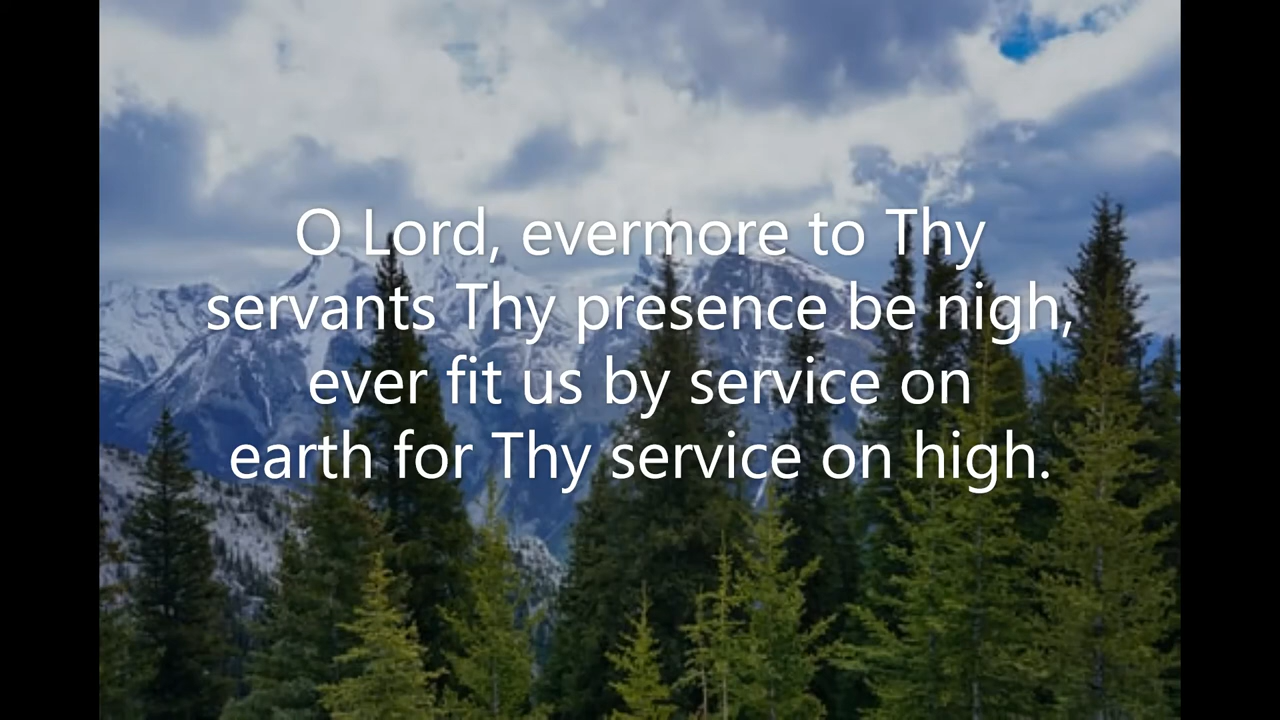 O Lord, evermore to Thy
servants Thy presence be nigh,
ever fit us by service on
earth for Thy service on high.